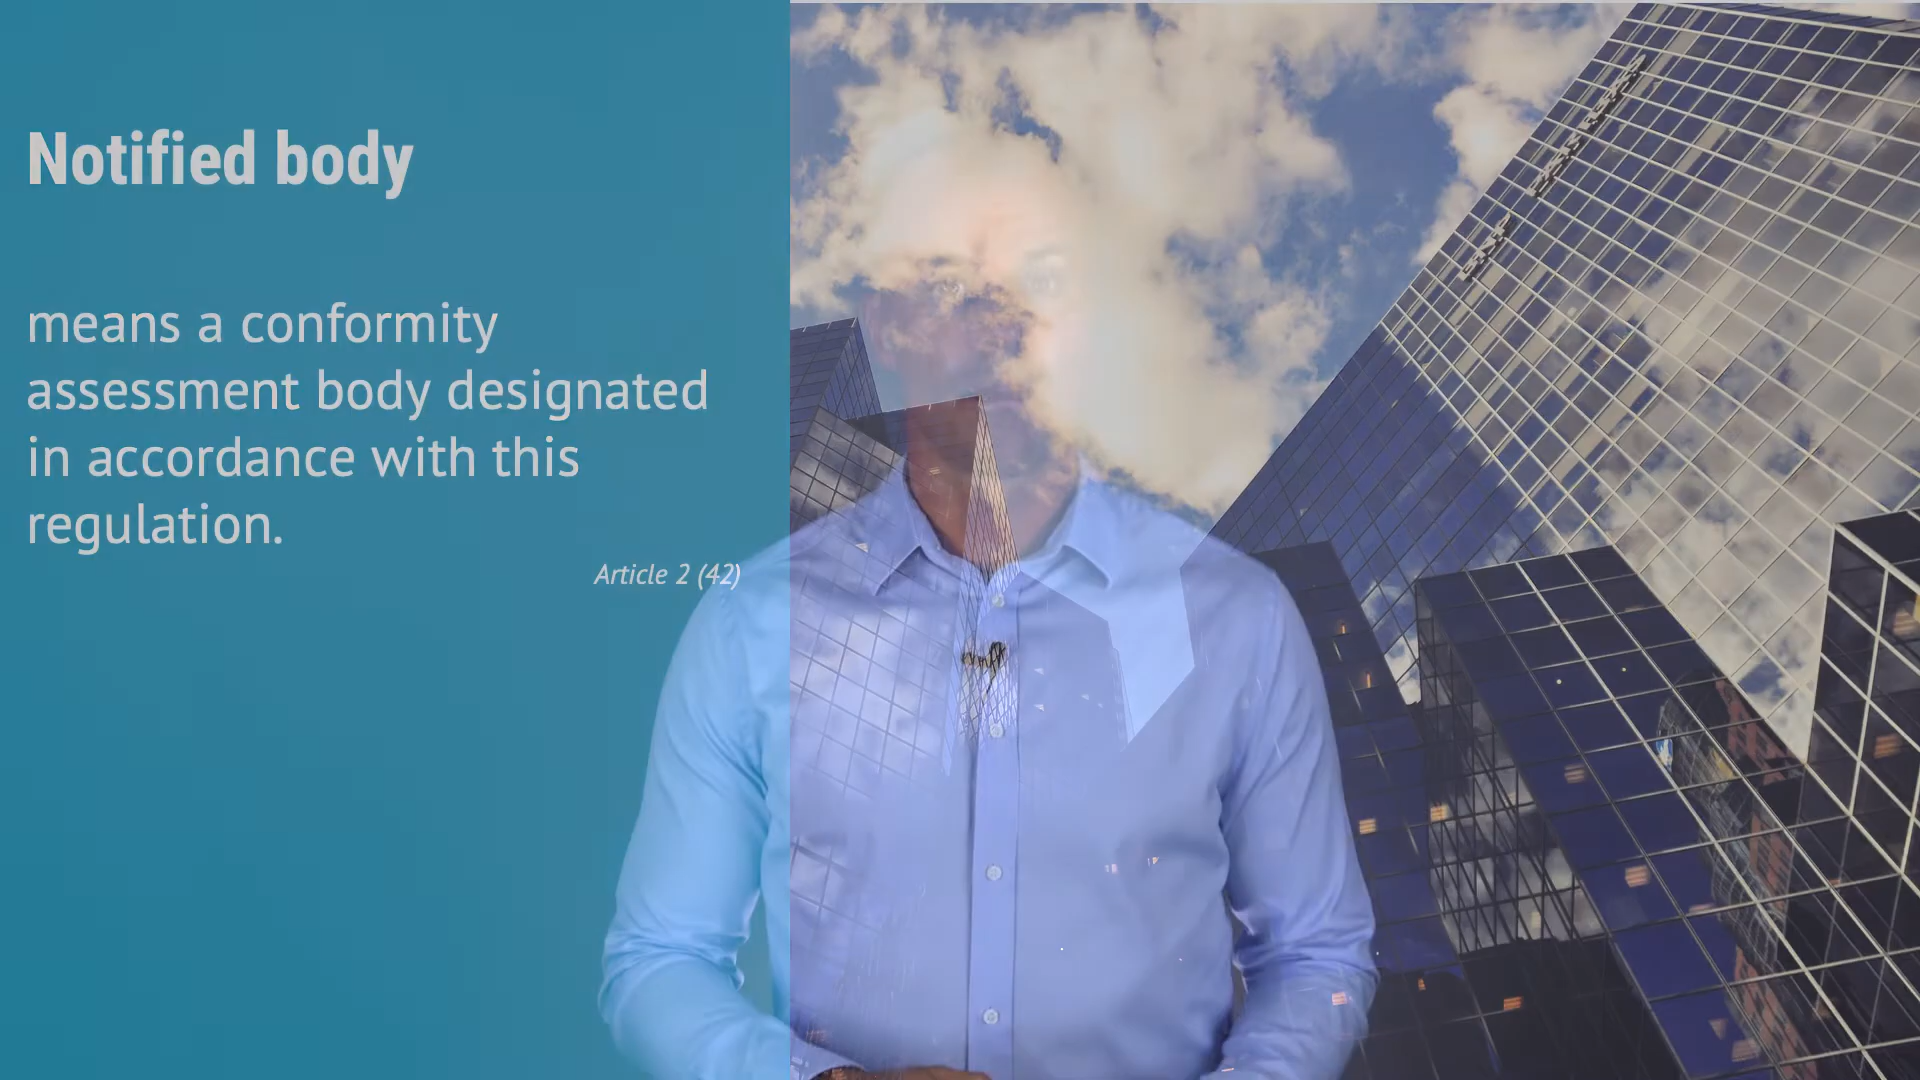 Notified body
means a conformity
assessment body designated
in accordance with this
regulation.
Article 2 (42)